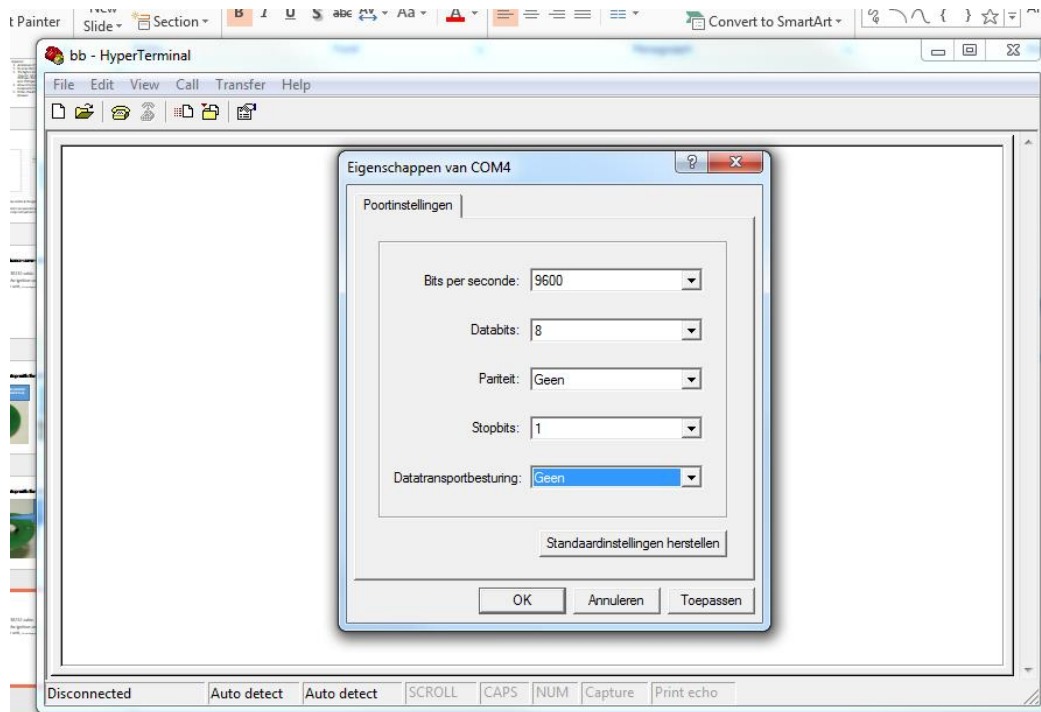 t Painter
Slide
Section
B I U S abc AV Aa A
Convert to SmartArt
bb - HyperTerminal
File Edit View Call Transfer Help
Eigenschappen van COM4
Poortinstellingen
Bits per seconde: 9600
Databits: 8
Pariteit: Geen
Stopbits: 1
Datatransportbesturing: Geen
Standaardinstellingen herstellen
OK Annuleren Toepassen
Disconnected Auto detect Auto detect SCROLL CAPS NUM Capture Print echo